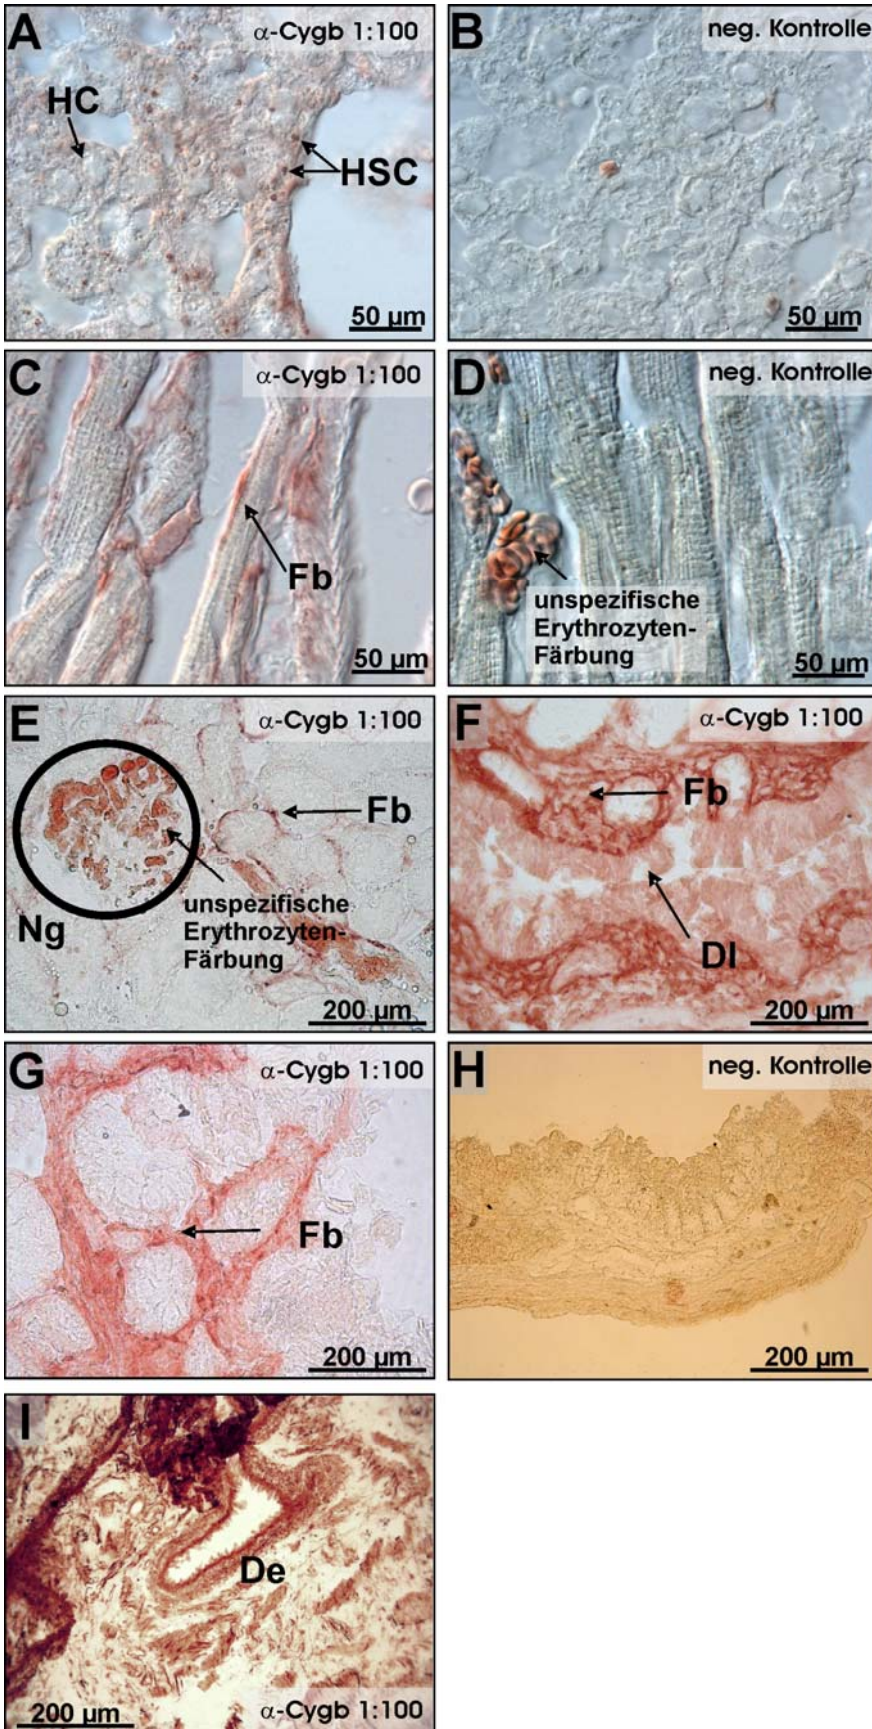 A
α-Cygb 1:100
HC
HSC
50 µm
B
neg. Kontrolle
50 µm
C
α-Cygb 1:100
Fb
50 µm
D
neg. Kontrolle
unspezifische
Erythrozyten-
Färbung
50 µm
E
α-Cygb 1:100
Fb
unspezifische
Erythrozyten-
Färbung
Ng
200 µm
F
α-Cygb 1:100
Fb
Dl
200 µm
G
α-Cygb 1:100
Fb
200 µm
H
neg. Kontrolle
200 µm
I
De
200 µm
α-Cygb 1:100